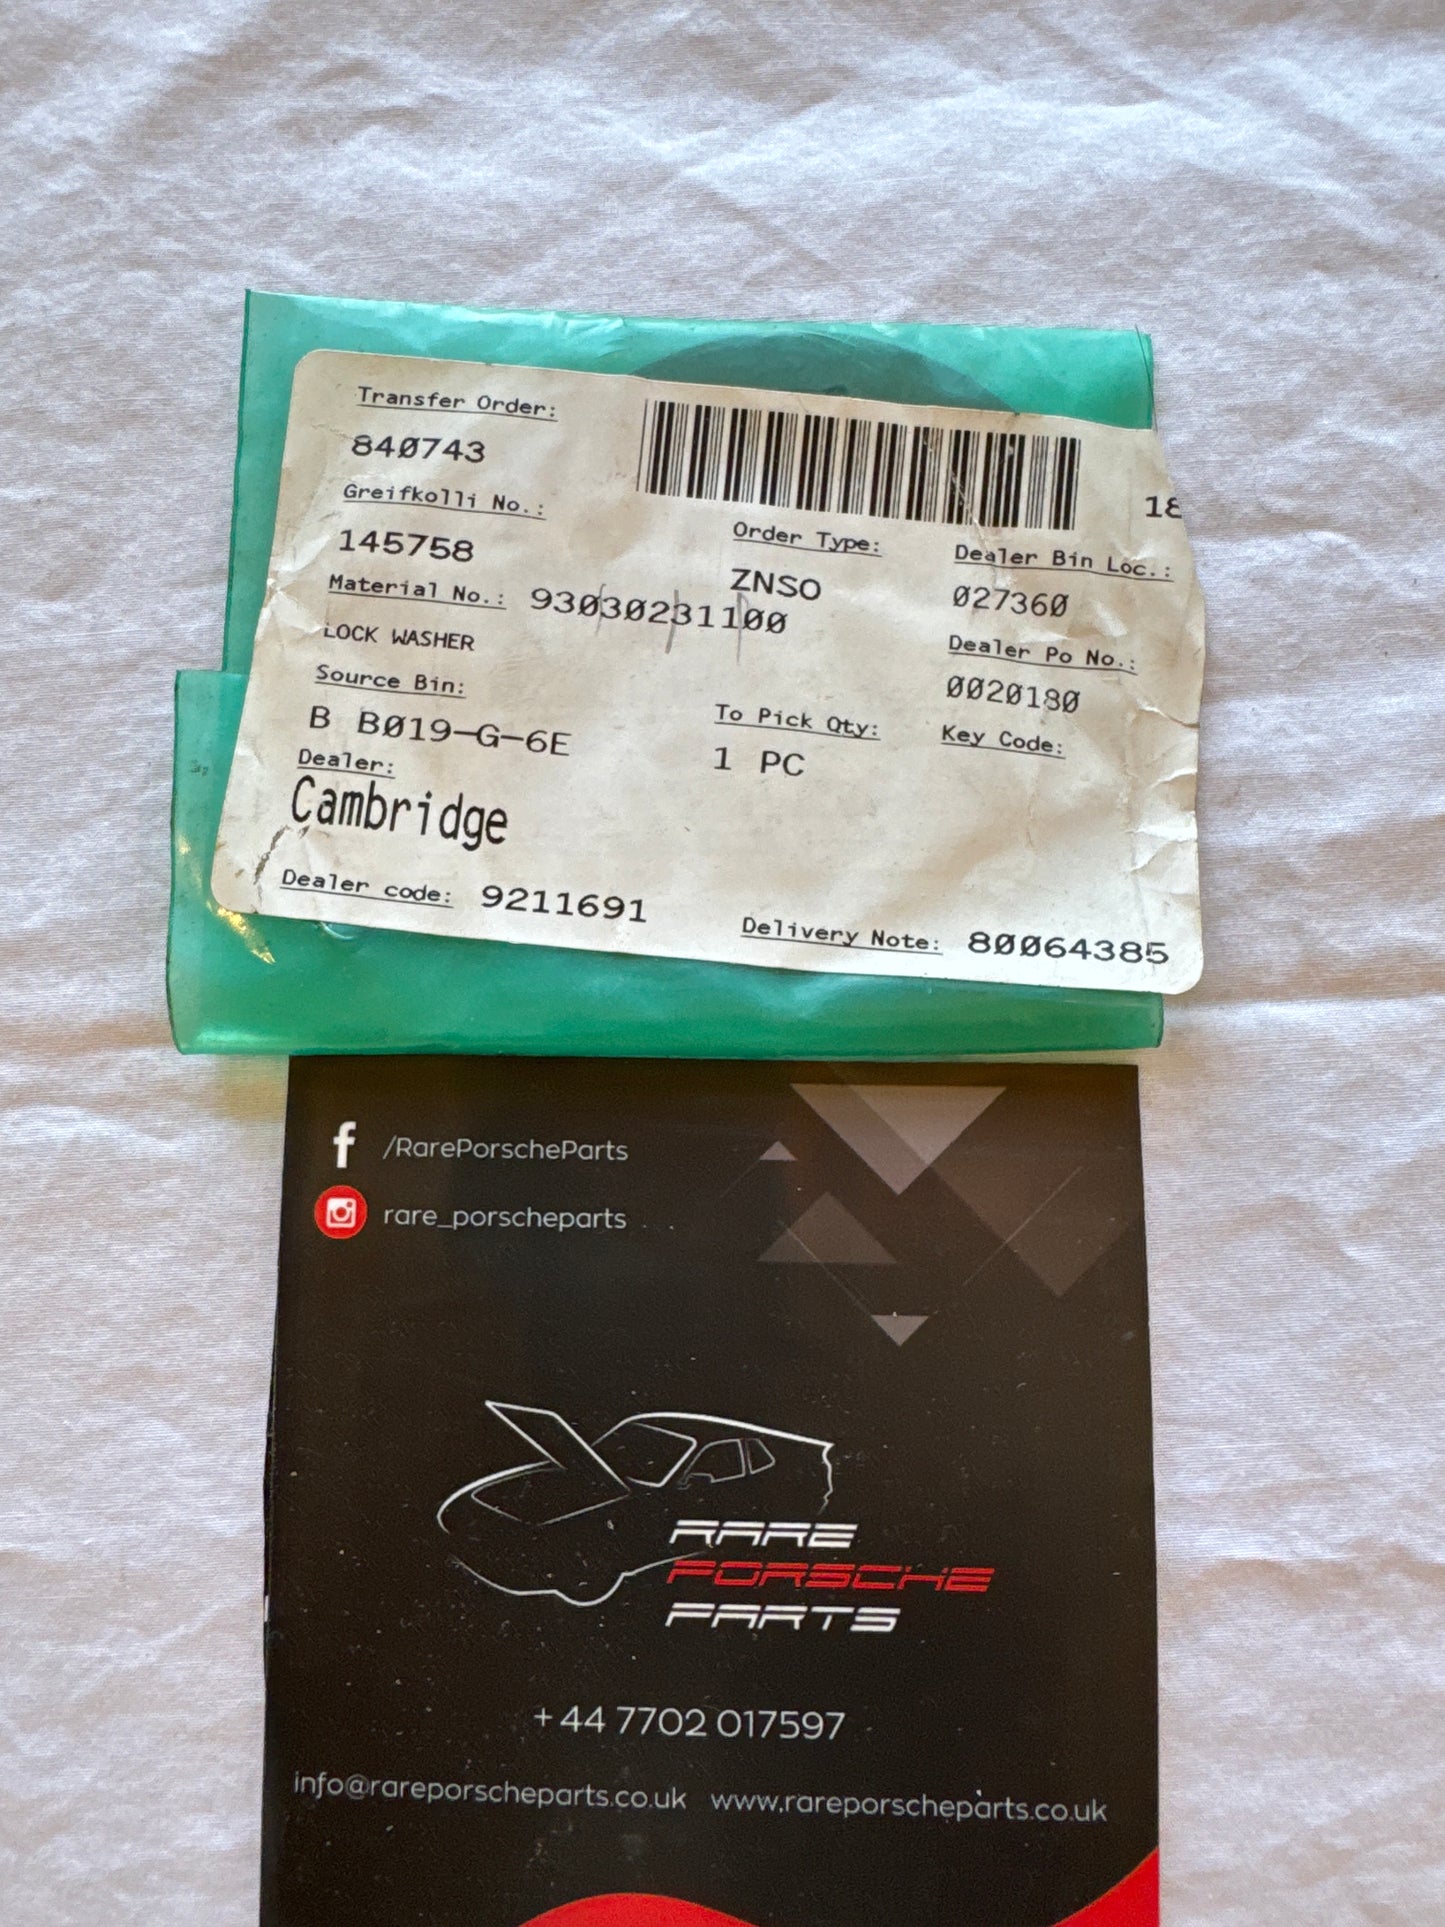 Transfer Order:
840743
18
Greifkolli No.:
145758
Order Type:
ZNSO
Dealer Bin Loc.:
027360
Material No.: 93030231100
LOCK WASHER
Dealer Po No.:
0020180
Source Bin:
B B019-G-6E
To Pick Qty:
1 PC
Key Code:
Dealer:
Cambridge
Dealer code: 9211691
Delivery Note: 80064385
/RarePorscheParts
rare_porscheparts
RARE
PORSCHE
PARTS
+44 7702 017597
info@rareporscheparts.co.uk www.rareporscheparts.co.uk